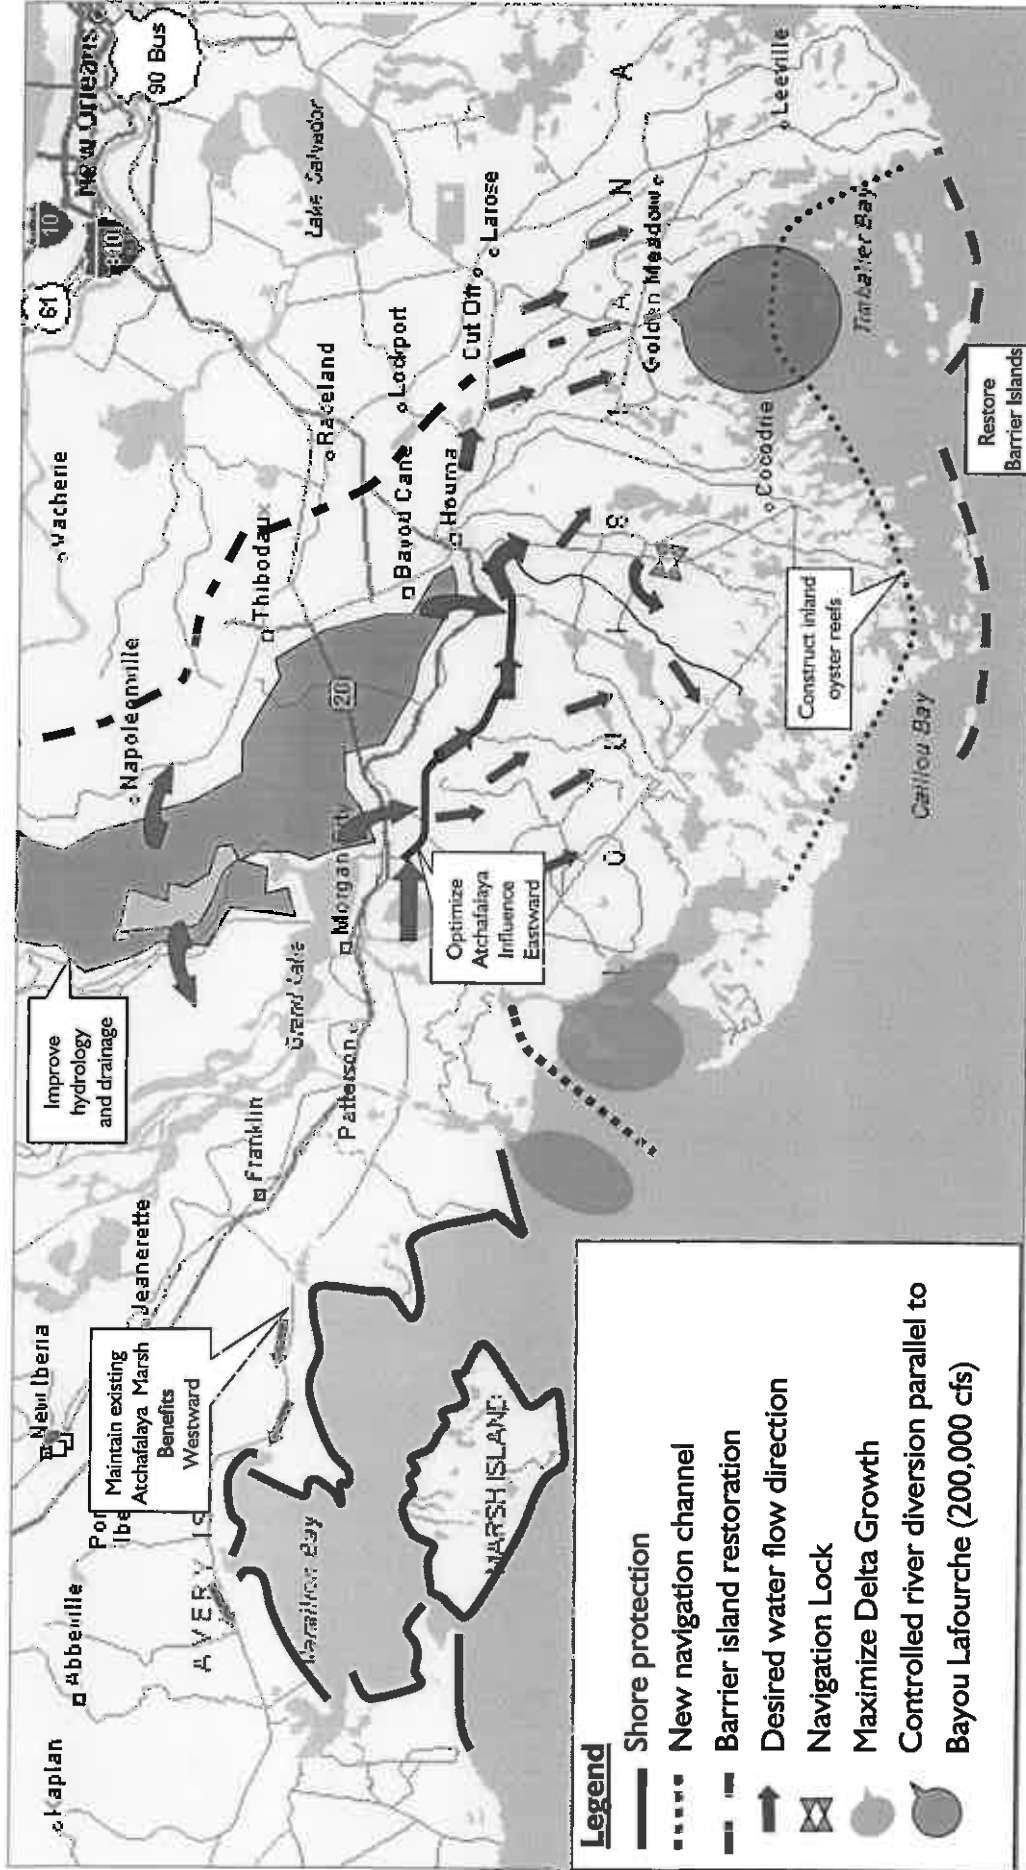 Kaplan
Abbeville
New Iberia
Jeanerette
Franklin
Patterson
Morgan
Grand Lake
Napoleonville
Vacherie
Thibodaux
Raceland
Lockport
Bayou Cane
Houma
Cut Off
Larose
Golden Meadow
Leeville
Cocodrie
New Orleans
90 Bus
10
310
61
20
Timbalier Bay
Caillou Bay
MARSH ISLAND
AVERY IS
Por
Ibe
L O U I S I A N A
Improve
hydrology
and drainage
Maintain existing
Atchafalaya Marsh
Benefits
Westward
Optimize
Atchafalaya
Influence
Eastward
Construct inland
oyster reefs
Restore
Barrier Islands
Legend
Shore protection
New navigation channel
Barrier island restoration
Desired water flow direction
Navigation Lock
Maximize Delta Growth
Controlled river diversion parallel to
Bayou Lafourche (200,000 cfs)